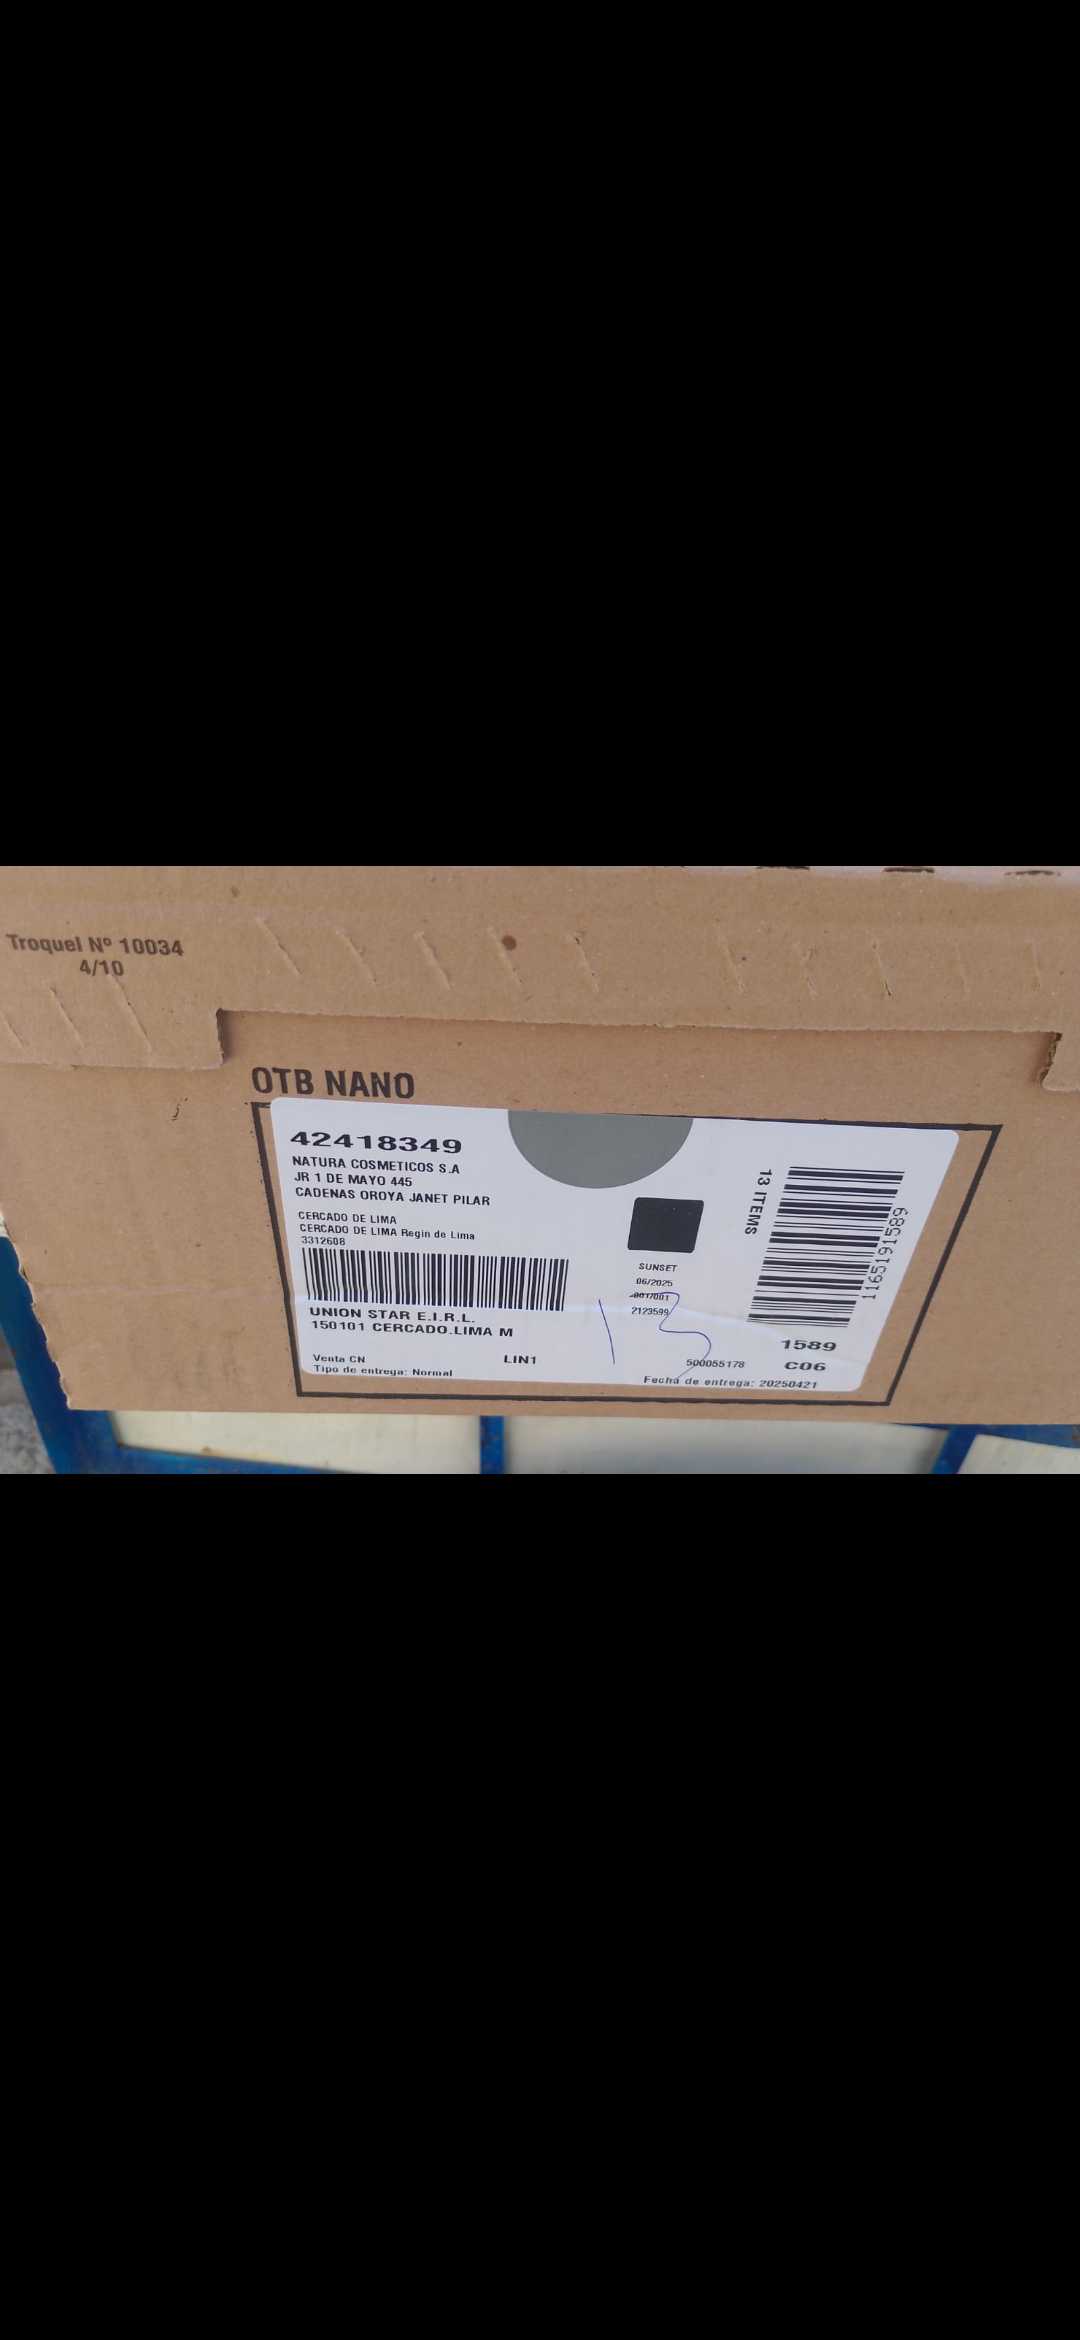 Troquel Nº 10034
4/10
OTB NANO
42418349
NATURA COSMETICOS S.A
JR 1 DE MAYO 445
CADENAS OROYA JANET PILAR
CERCADO DE LIMA
CERCADO DE LIMA Regin de Lima
3312608
UNION STAR E.I.R.L.
150101 CERCADO.LIMA M
Venta CN
LIN1
Tipo de entrega: Normal
SUNSET
06/2025
2123599
13
13 ITEMS
1165191589
1589
500055178
C06
Fecha de entrega: 20250421